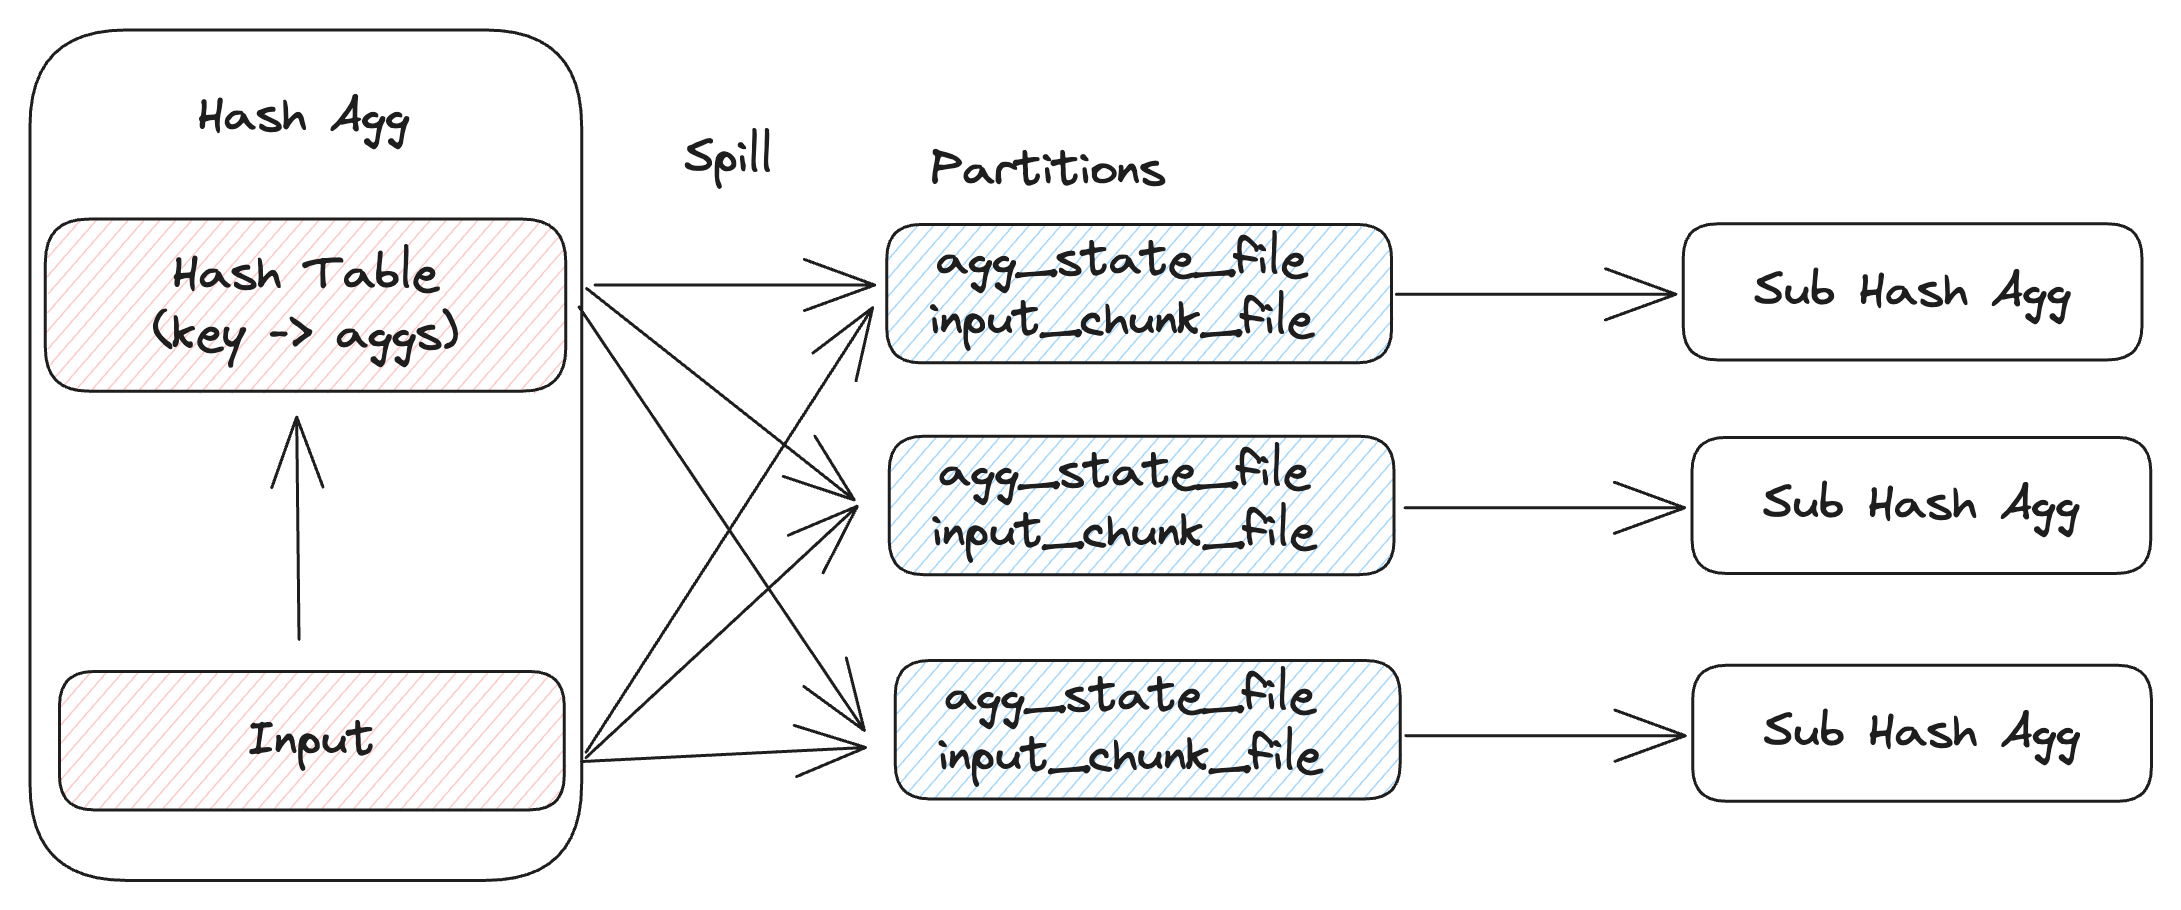 Hash Agg
Hash Table
(key -> aggs)
Input
Spill
Partitions
agg_state_file
input_chunk_file
agg_state_file
input_chunk_file
agg_state_file
input_chunk_file
Sub Hash Agg
Sub Hash Agg
Sub Hash Agg